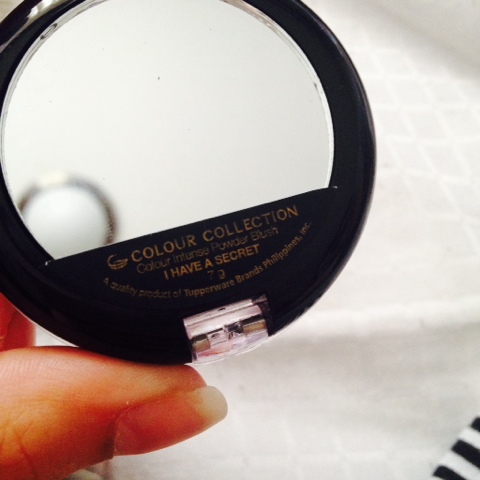 COLOUR COLLECTION
Colour Intense Powder Blush
I HAVE A SECRET
7 g
A quality product of Tupperware Brands Philippines, Inc.